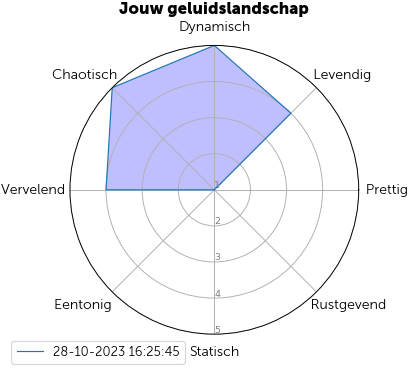 Jouw geluidslandschap
Dynamisch
Chaotisch
Levendig
Vervelend
1
Prettig
2
3
4
Eentonig
Rustgevend
5
28-10-2023 16:25:45
Statisch